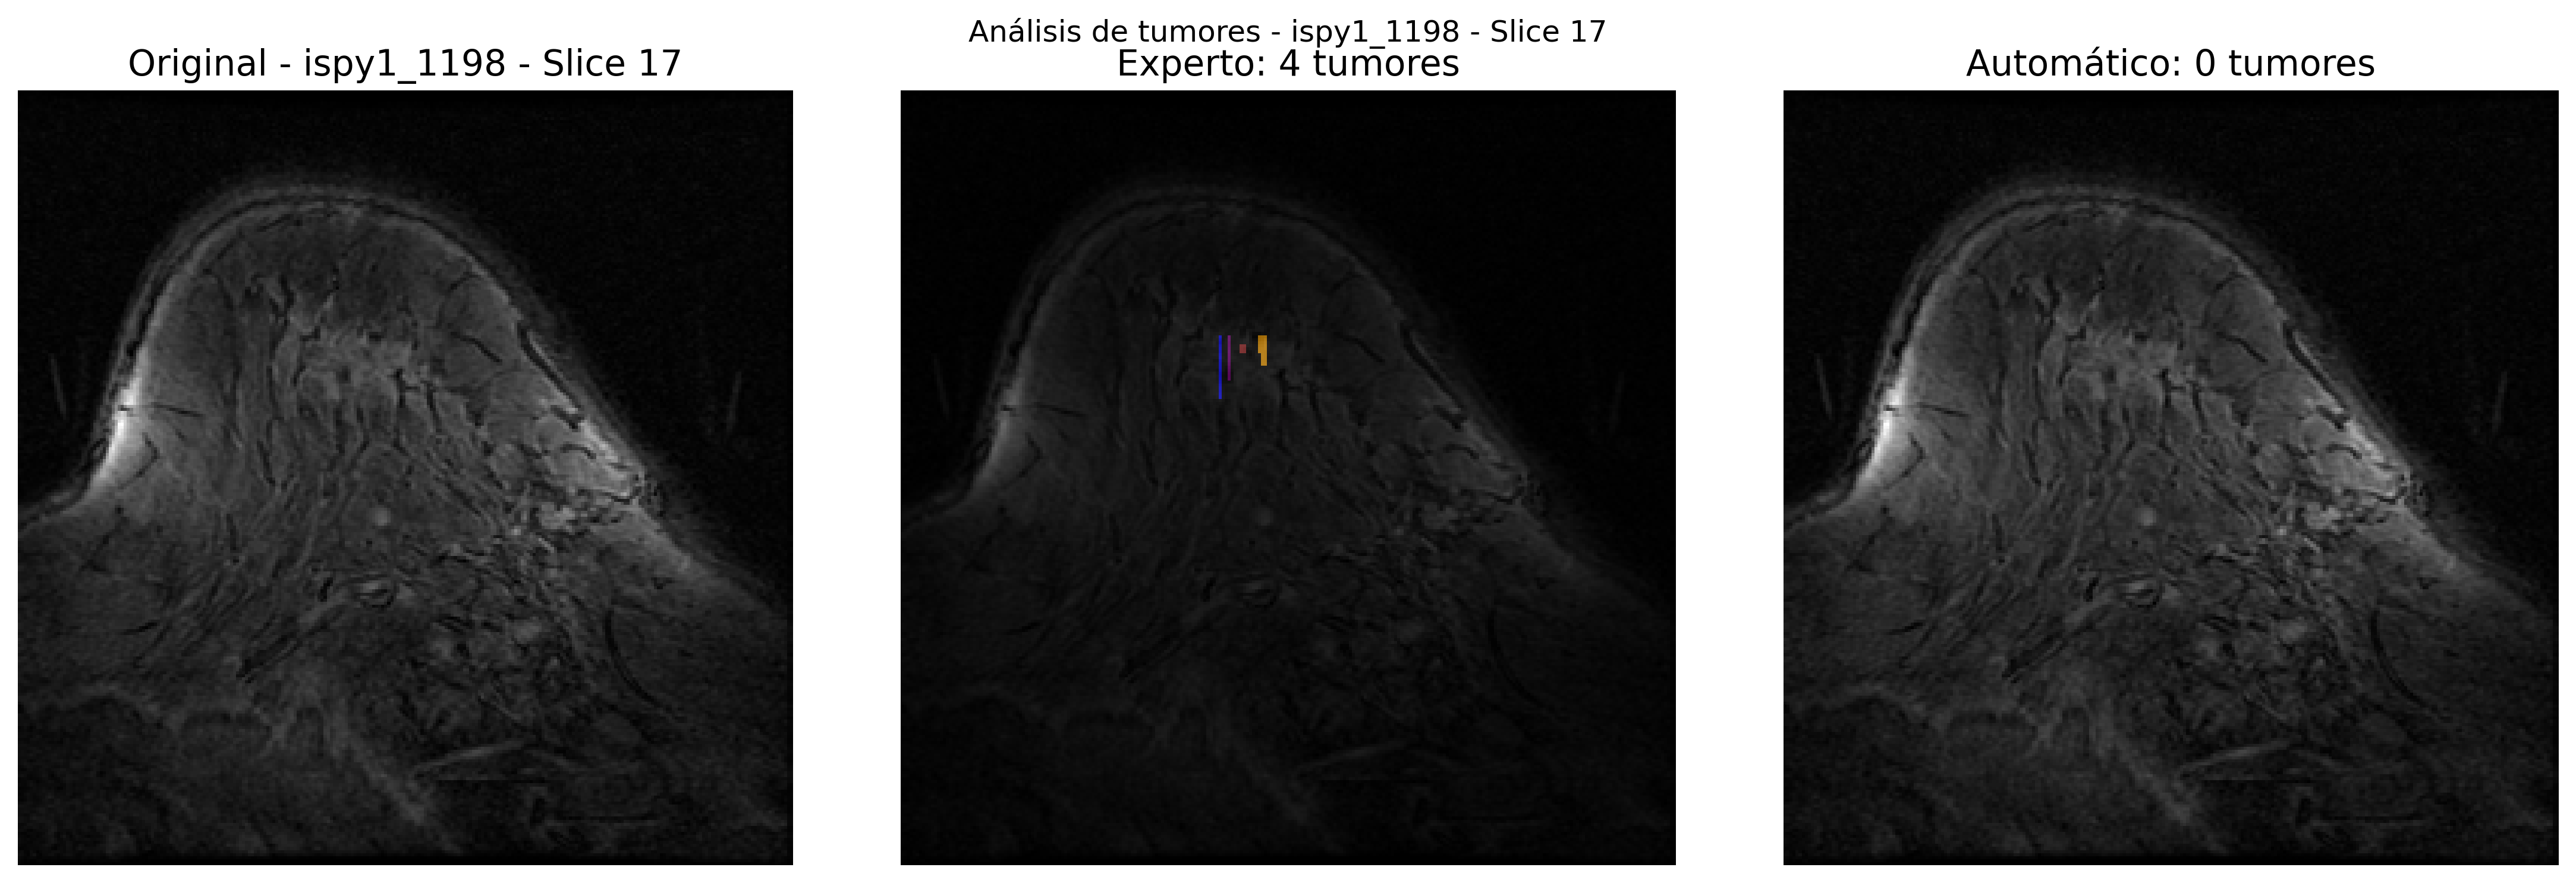 Análisis de tumores - ispy1_1198 - Slice 17
Original - ispy1_1198 - Slice 17
Experto: 4 tumores
Automático: 0 tumores